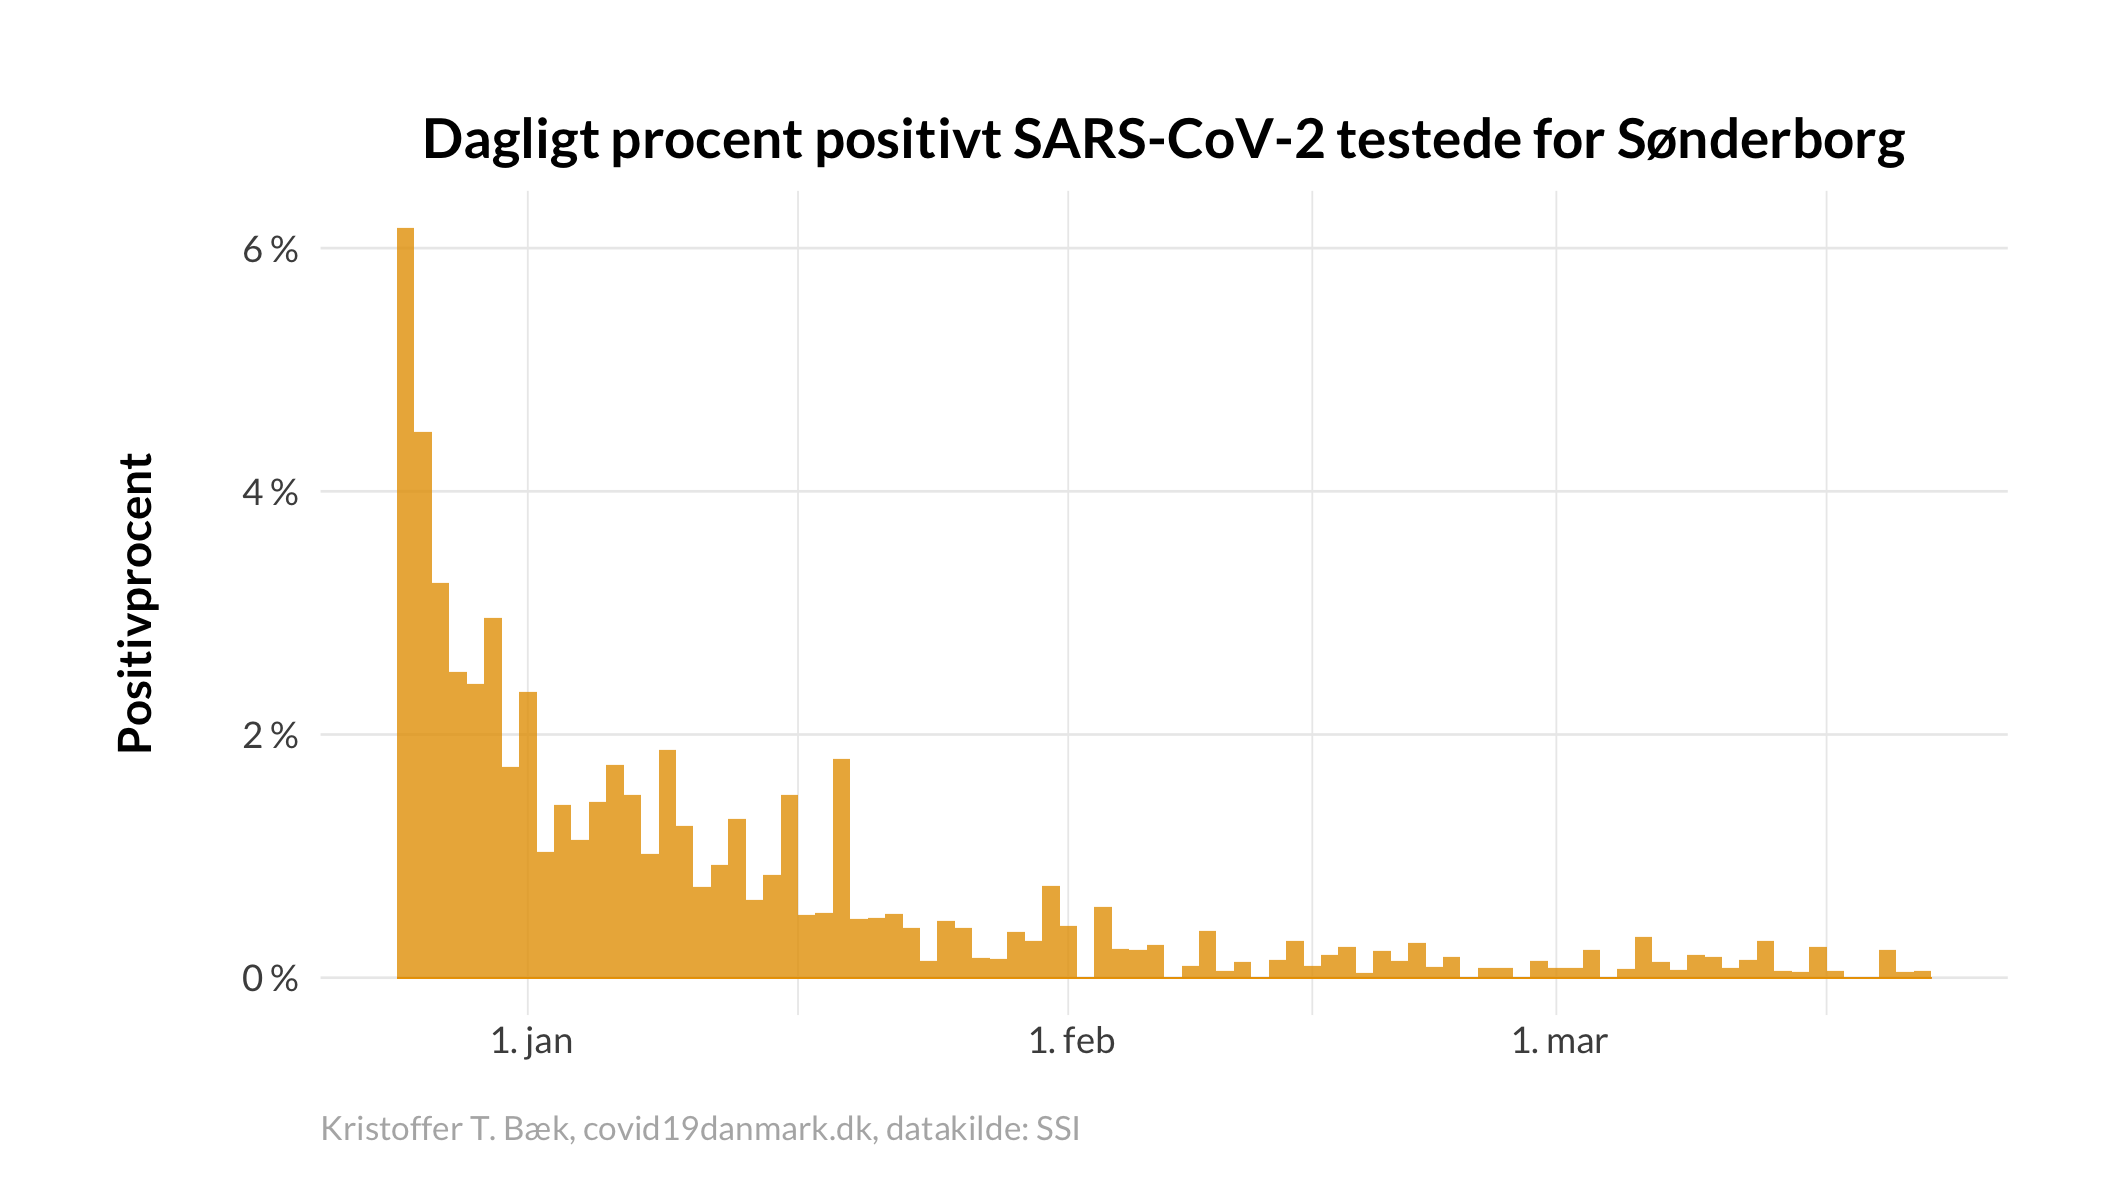 Dagligt procent positivt SARS-CoV-2 testede for Sønderborg
Positivprocent
6 %
4 %
2 %
0 %
1. jan
1. feb
1. mar
Kristoffer T. Bæk, covid19danmark.dk, datakilde: SSI